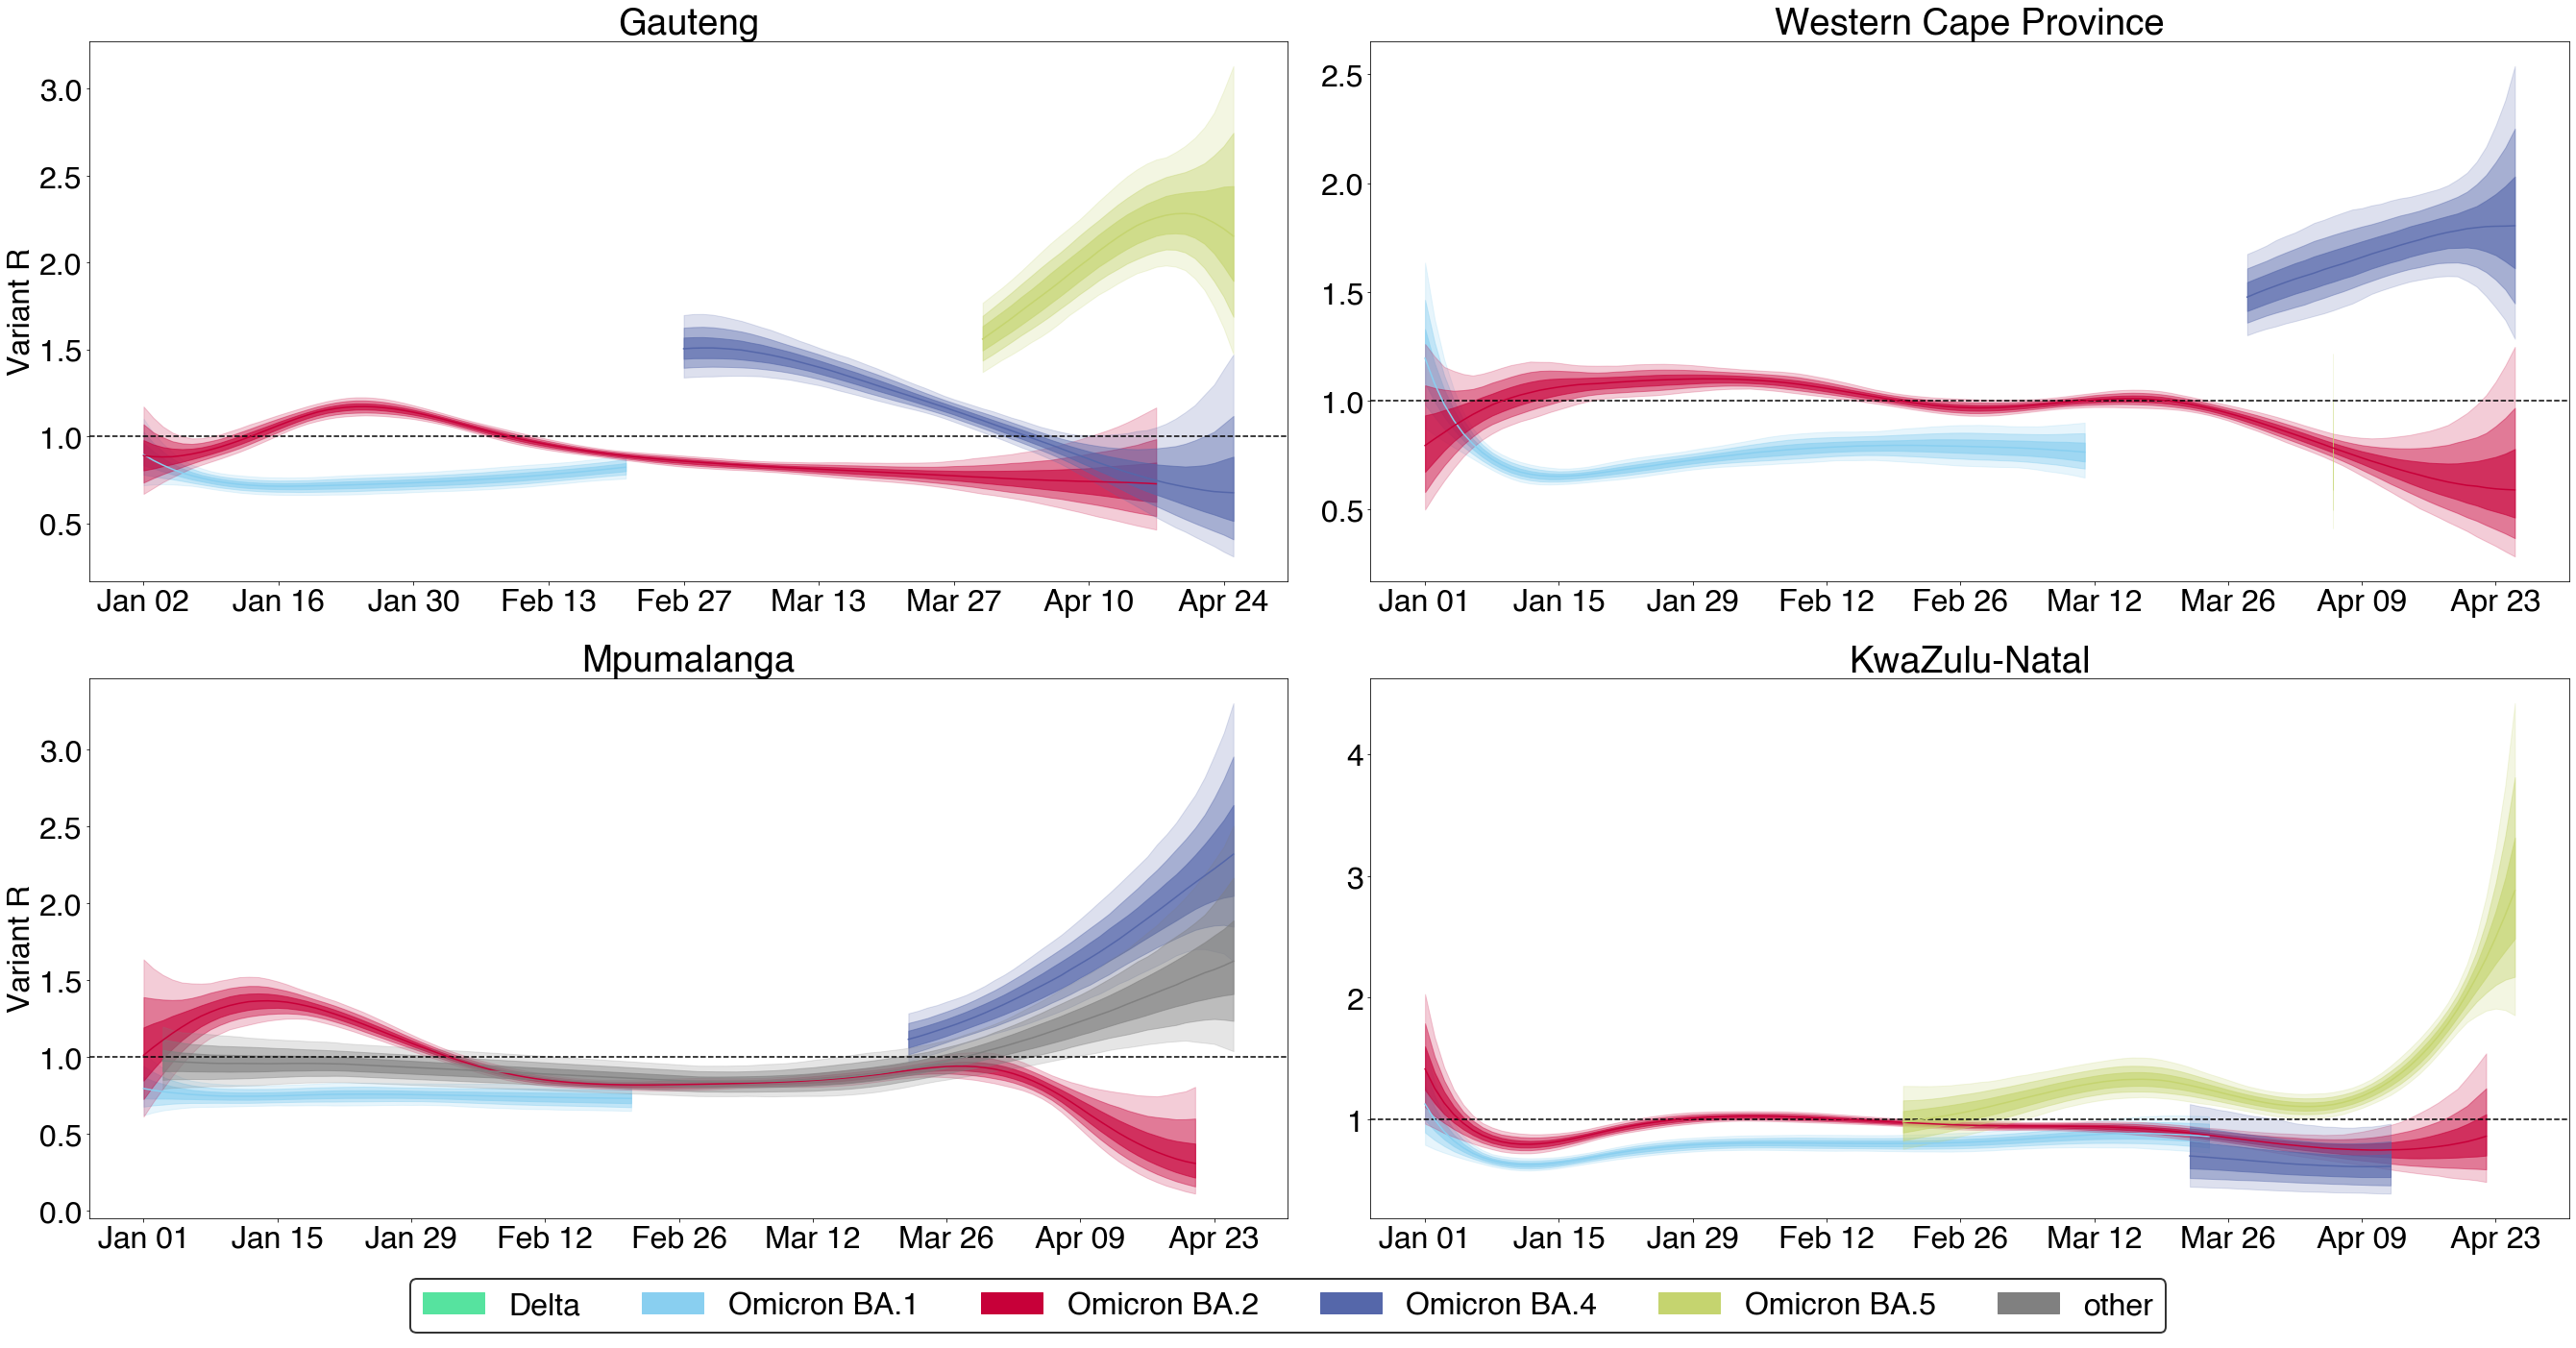 Gauteng
Western Cape Province
Variant R
3.0
2.5
2.0
1.5
1.0
0.5
2.5
2.0
1.5
1.0
0.5
Jan 02 Jan 16 Jan 30 Feb 13 Feb 27 Mar 13 Mar 27 Apr 10 Apr 24
Jan 01 Jan 15 Jan 29 Feb 12 Feb 26 Mar 12 Mar 26 Apr 09 Apr 23
Mpumalanga
KwaZulu-Natal
Variant R
3.0
2.5
2.0
1.5
1.0
0.5
0.0
4
3
2
1
Jan 01 Jan 15 Jan 29 Feb 12 Feb 26 Mar 12 Mar 26 Apr 09 Apr 23
Jan 01 Jan 15 Jan 29 Feb 12 Feb 26 Mar 12 Mar 26 Apr 09 Apr 23
Delta Omicron BA.1 Omicron BA.2 Omicron BA.4 Omicron BA.5 other